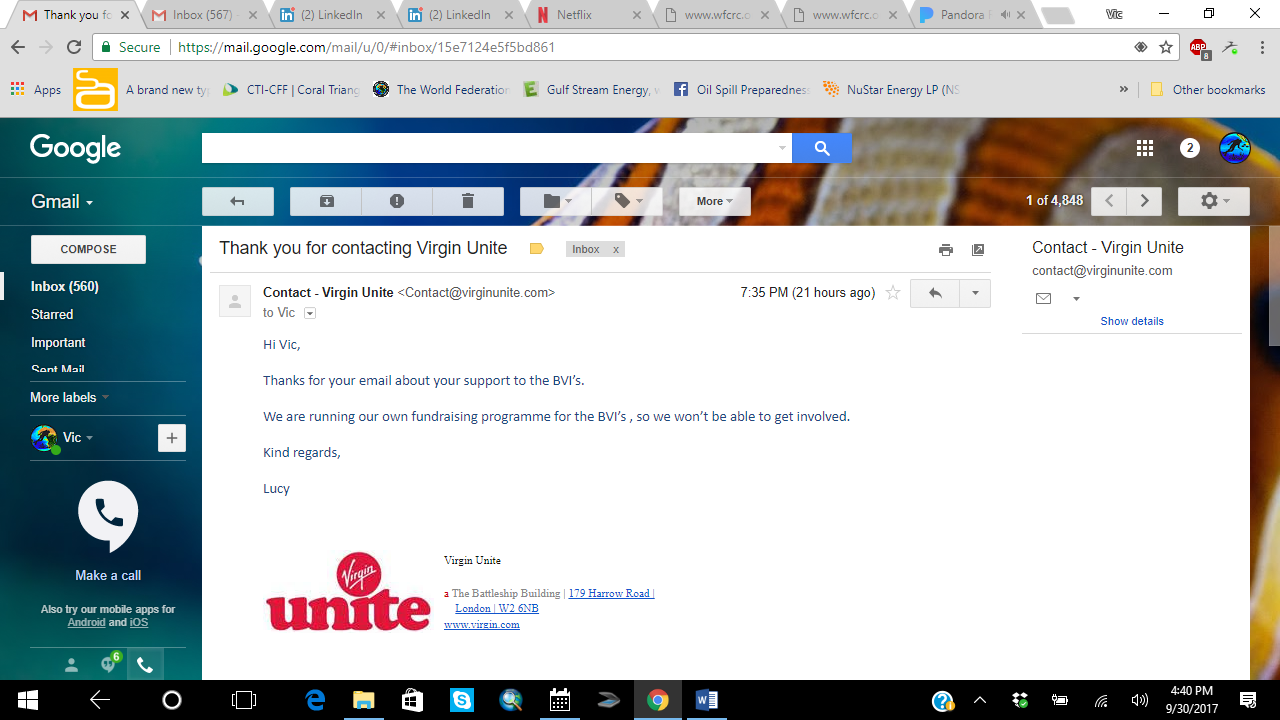 Thank you fo
Inbox (567) -
(2) LinkedIn
(2) LinkedIn
Netflix
www.wfcrc.o
www.wfcrc.o
Pandora
Vic
Secure
https://mail.google.com/mail/u/0/#inbox/15e7124e5f5bd861
ABP
8
Apps
A brand new typ
CTI-CFF | Coral Triang
The World Federation
Gulf Stream Energy, w
Oil Spill Preparednes
NuStar Energy LP (NS
»
Other bookmarks
Google
2
Gmail
More
1 of 4,848
COMPOSE
Thank you for contacting Virgin Unite
Inbox x
Contact - Virgin Unite
contact@virginunite.com
Show details
Inbox (560)
Starred
Important
Sent Mail
More labels
Vic
Make a call
Also try our mobile apps for
Android and iOS
6
Contact - Virgin Unite <Contact@virginunite.com>
7:35 PM (21 hours ago)
to Vic
Hi Vic,
Thanks for your email about your support to the BVI’s.
We are running our own fundraising programme for the BVI’s , so we won’t be able to get involved.
Kind regards,
Lucy
Virgin
unite
Virgin Unite
a The Battleship Building | 179 Harrow Road |
London | W2 6NB
www.virgin.com
4:40 PM
9/30/2017